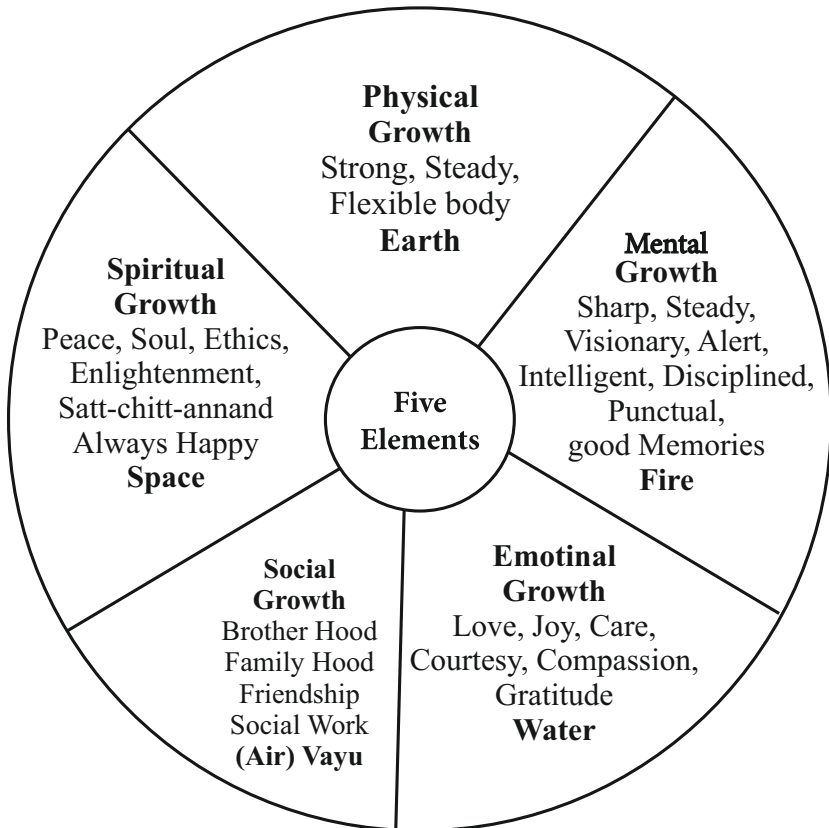 Physical
Growth
Strong, Steady,
Flexible body
Earth
Mental
Growth
Sharp, Steady,
Visionary, Alert,
Intelligent, Disciplined,
Punctual,
good Memories
Fire
Emotinal
Growth
Love, Joy, Care,
Courtesy, Compassion,
Gratitude
Water
Social
Growth
Brother Hood
Family Hood
Friendship
Social Work
(Air) Vayu
Spiritual
Growth
Peace, Soul, Ethics,
Enlightenment,
Satt-chitt-annand
Always Happy
Space
Five
Elements